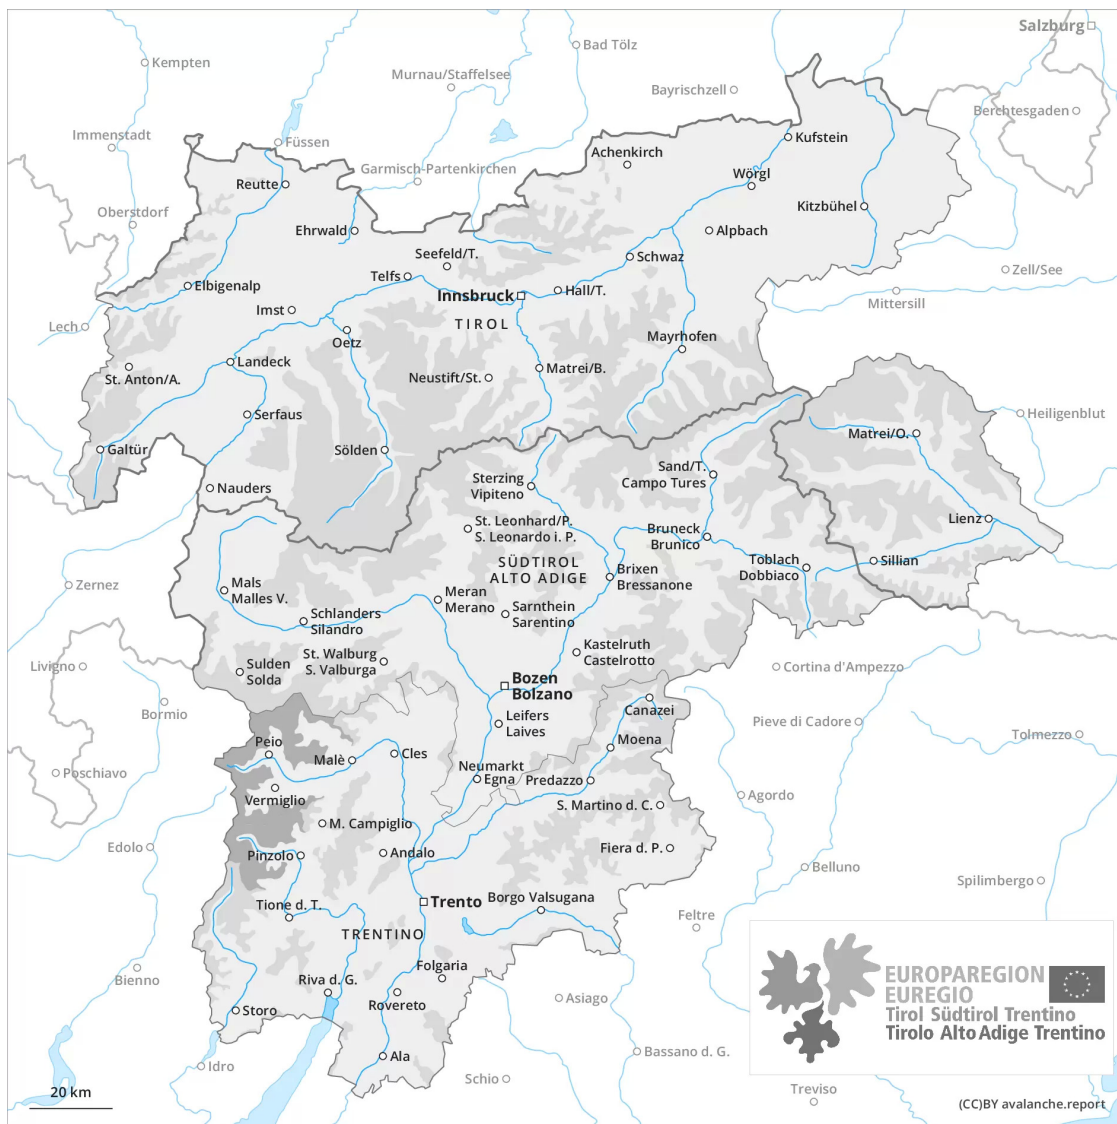 Salzburg
Bad Tölz
Kempten
Murnau/Staffelsee
Bayrischzell
Berchtesgaden
Immenstadt
Füssen
Kufstein
Achenkirch
Garmisch-Partenkirchen
Wörgl
Reutte
Kitzbühel
Oberstdorf
Ehrwald
Alpbach
Seefeld/T.
Schwaz
Zell/See
Telfs
Elbigenalp
Innsbruck
Hall/T.
Mittersill
Imst
TIROL
Lech
Oetz
Mayrhofen
Landeck
Matrei/B.
St. Anton/A.
Neustift/St.
Serfaus
Heiligenblut
Matrei/O.
Galtür
Sölden
Sand/T.
Campo Tures
Sterzing
Vipiteno
Nauders
Lienz
St. Leonhard/P.
S. Leonardo i. P.
Bruneck
Brunico
SÜDTIROL
ALTO ADIGE
Toblach
Dobbiaco
Sillian
Brixen
Bressanone
Zernez
Mals
Malles V.
Meran
Merano
Sarnthein
Sarentino
Schlanders
Silandro
Kastelruth
Castelrotto
St. Walburg
S. Valburga
Livigno
Sulden
Solda
Cortina d'Ampezzo
Bozen
Bolzano
Bormio
Canazei
Leifers
Laives
Pieve di Cadore
Tolmezzo
Peio
Moena
Malè
Cles
Neumarkt
Egna
Poschiavo
Predazzo
Vermiglio
Agordo
S. Martino d. C.
M. Campiglio
Edolo
Pinzolo
Andalo
Fiera d. P.
Belluno
Spilimbergo
Tione d. T.
Trento
Borgo Valsugana
Feltre
TRENTINO
Folgaria
Bienno
Riva d. G.
Rovereto
Asiago
Storo
Ala
Bassano d. G.
Idro
Schio
Treviso
EUROPAREGION
EUREGIO
Tirol Südtirol Trentino
Tirolo Alto Adige Trentino
20 km
(CC)BY avalanche.report